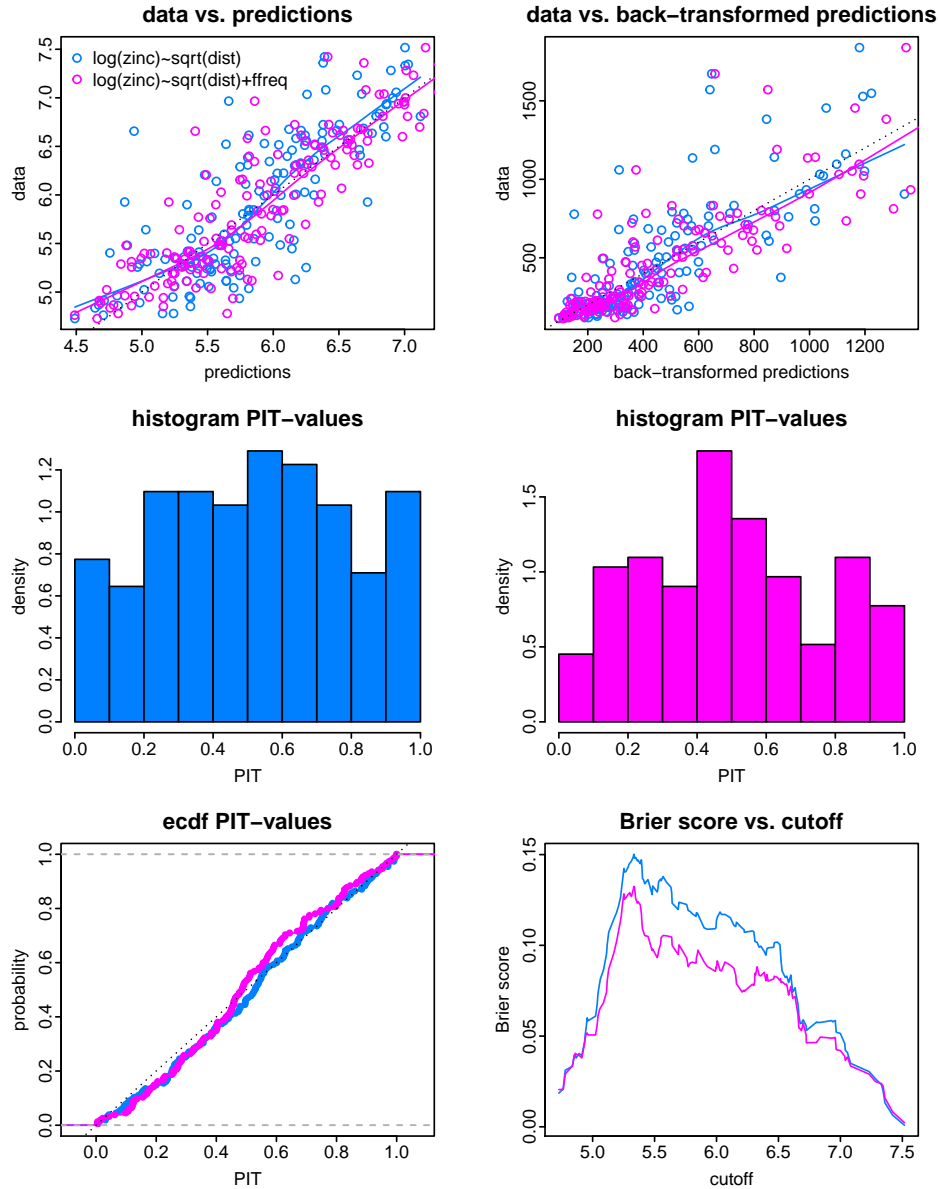 data vs. predictions
data vs. back−transformed predictions
log(zinc)~sqrt(dist)
log(zinc)~sqrt(dist)+ffreq
data
5.0 5.5 6.0 6.5 7.0 7.5
4.5 5.0 5.5 6.0 6.5 7.0
predictions
data
500 1000 1500
200 400 600 800 1000 1200
back−transformed predictions
histogram PIT−values
histogram PIT−values
density
0.0 0.2 0.4 0.6 0.8 1.0 1.2
0.0 0.2 0.4 0.6 0.8 1.0
PIT
density
0.0 0.5 1.0 1.5
0.0 0.2 0.4 0.6 0.8 1.0
PIT
ecdf PIT−values
Brier score vs. cutoff
probability
0.0 0.2 0.4 0.6 0.8 1.0
0.0 0.2 0.4 0.6 0.8 1.0
PIT
Brier score
0.00 0.05 0.10 0.15
5.0 5.5 6.0 6.5 7.0 7.5
cutoff